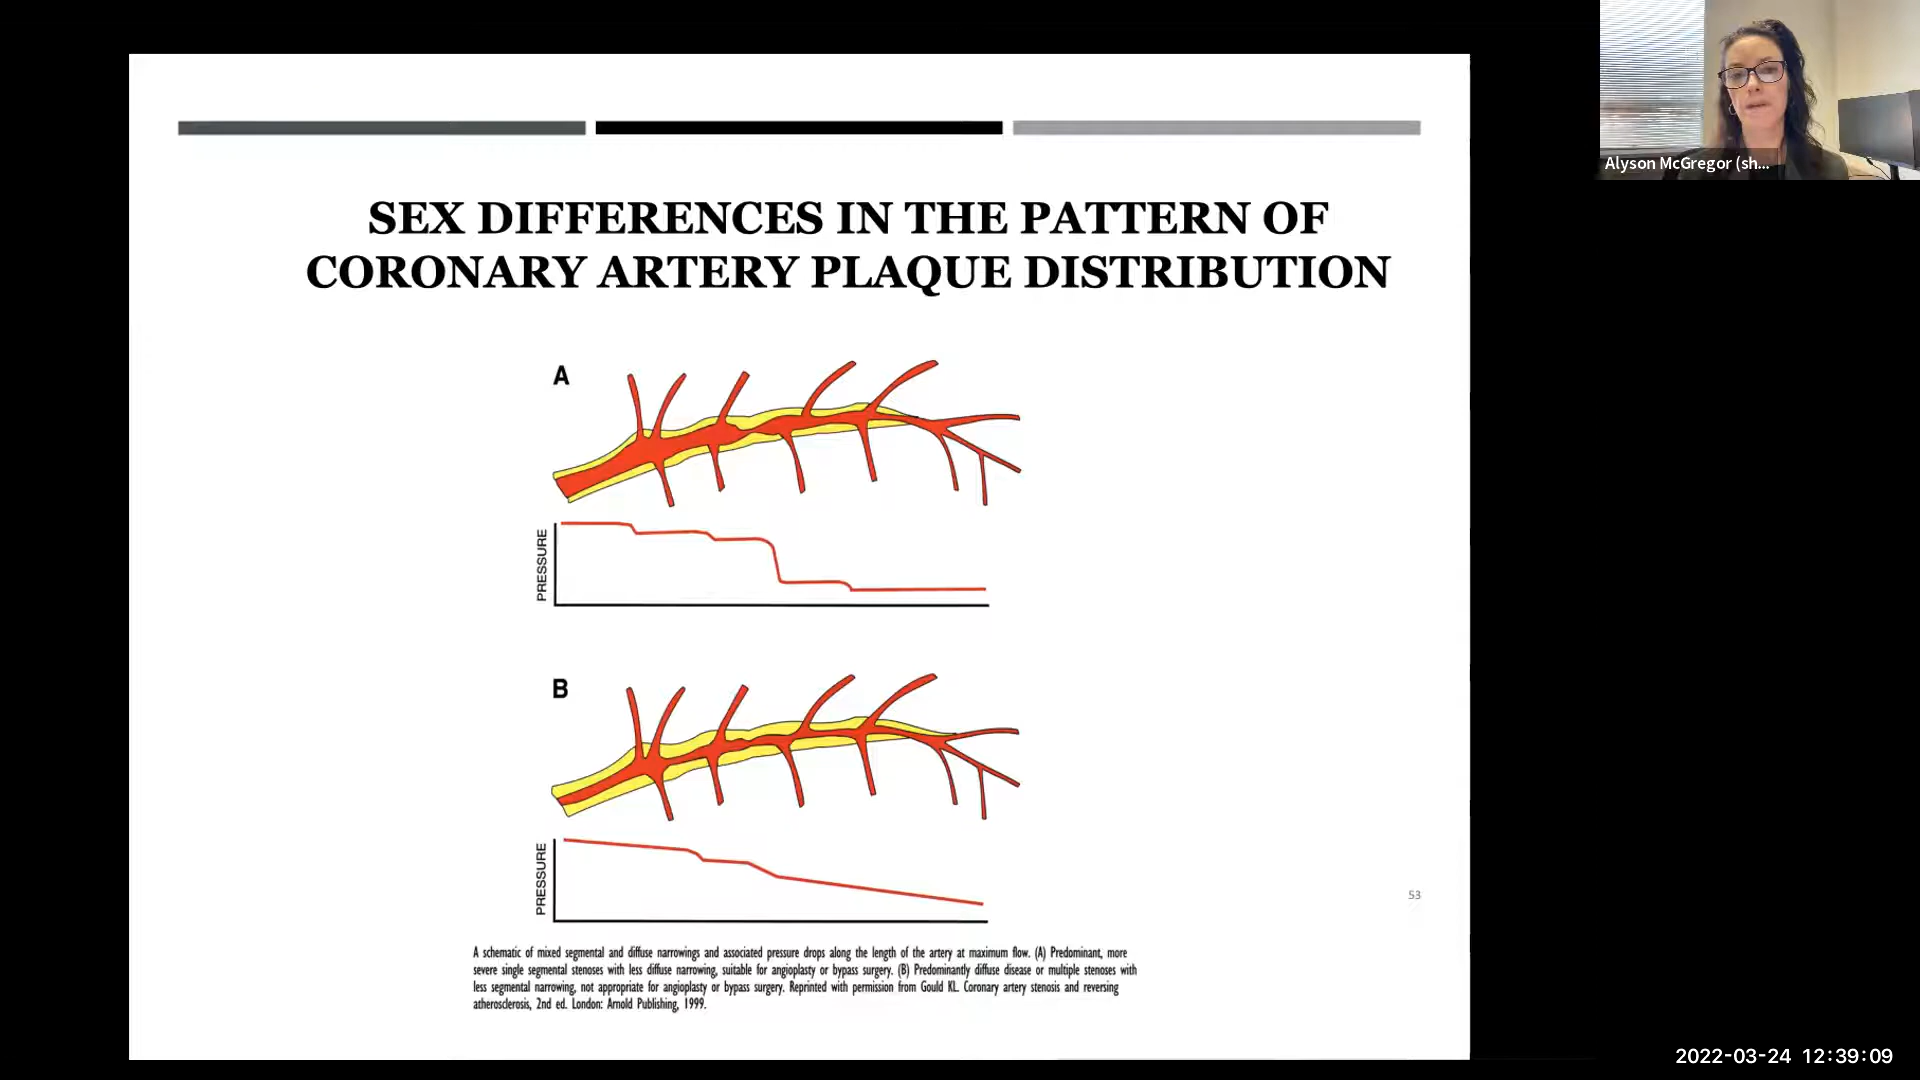 SEX DIFFERENCES IN THE PATTERN OF
CORONARY ARTERY PLAQUE DISTRIBUTION
Alyson McGregor (sh...
A
PRESSURE
B
PRESSURE
53
A schematic of mixed segmental and diffuse narrowings and associated pressure drops along the length of the artery at maximum flow. (A) Predominant, more
severe single segmental stenoses with less diffuse narrowing, suitable for angioplasty or bypass surgery. (B) Predominantly diffuse disease or multiple stenoses with
less segmental narrowing, not appropriate for angioplasty or bypass surgery. Reprinted with permission from Gould KL. Coronary artery stenosis and reversing
atherosclerosis, 2nd ed. London: Arnold Publishing, 1999.
2022-03-24 12:39:09